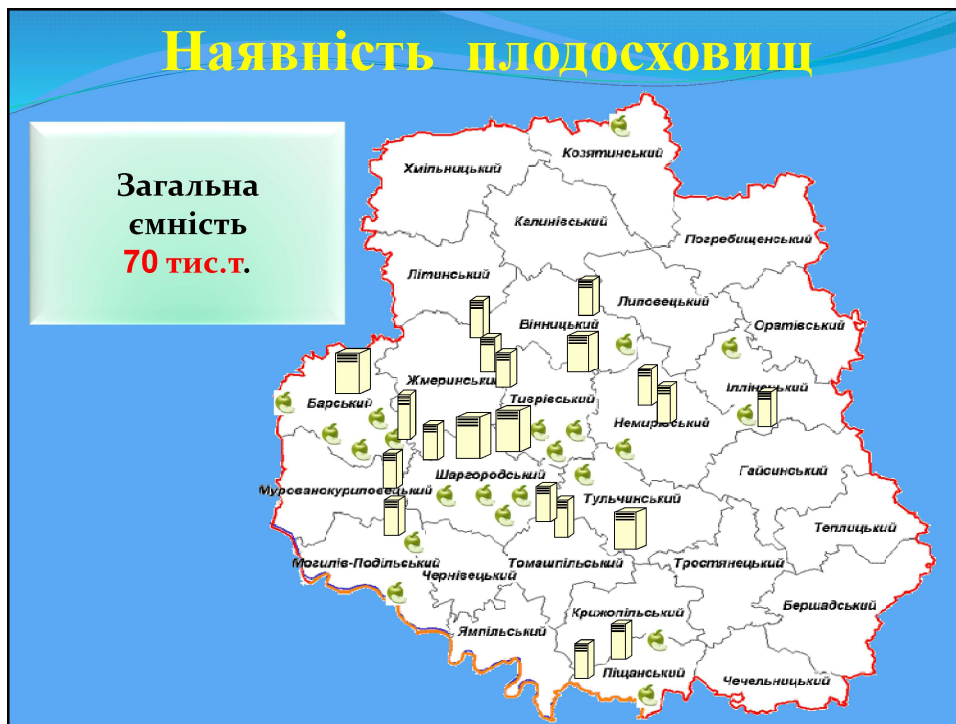 Наявність плодосховищ
Загальна
ємність
70 тис.т.
Козятинський
Хмільницький
Калинівський
Погребищенський
Літинський
Липовецький
Вінницький
Оратівський
Жмеринський
Іллінецький
Барський
Тиврівський
Немирівський
Шаргородський
Гайсинський
Мурованокуриловецький
Тульчинський
Теплицький
Могилів-Подільський
Томашпільський
Тростянецький
Чернівецький
Бершадський
Крижопільський
Ямпільський
Піщанський
Чечельницький